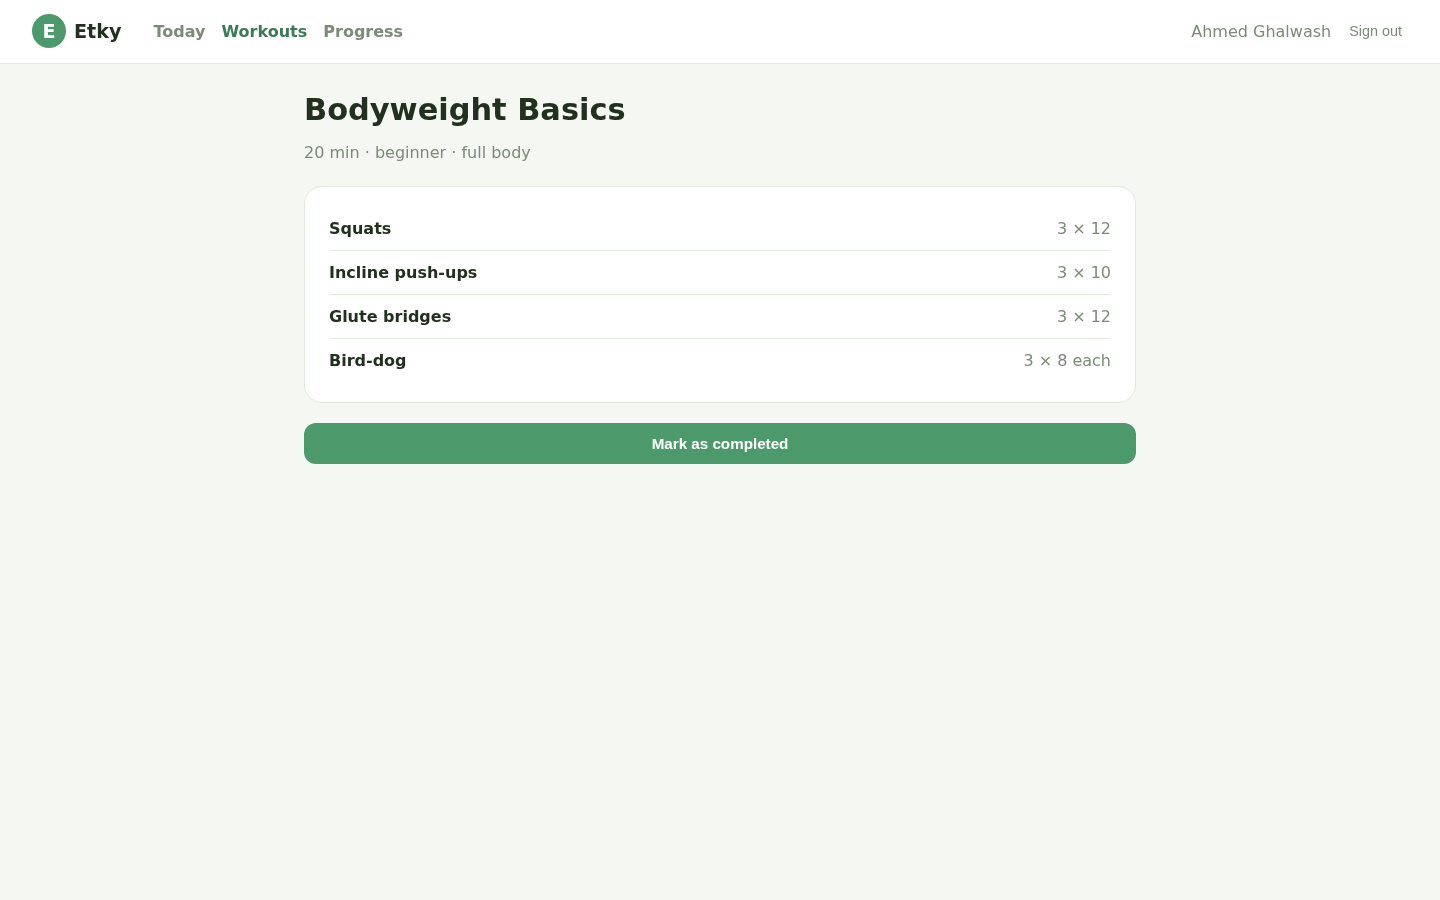 E Etky Today Workouts Progress Ahmed Ghalwash Sign out
Bodyweight Basics
20 min · beginner · full body
Squats 3 × 12
Incline push-ups 3 × 10
Glute bridges 3 × 12
Bird-dog 3 × 8 each
Mark as completed